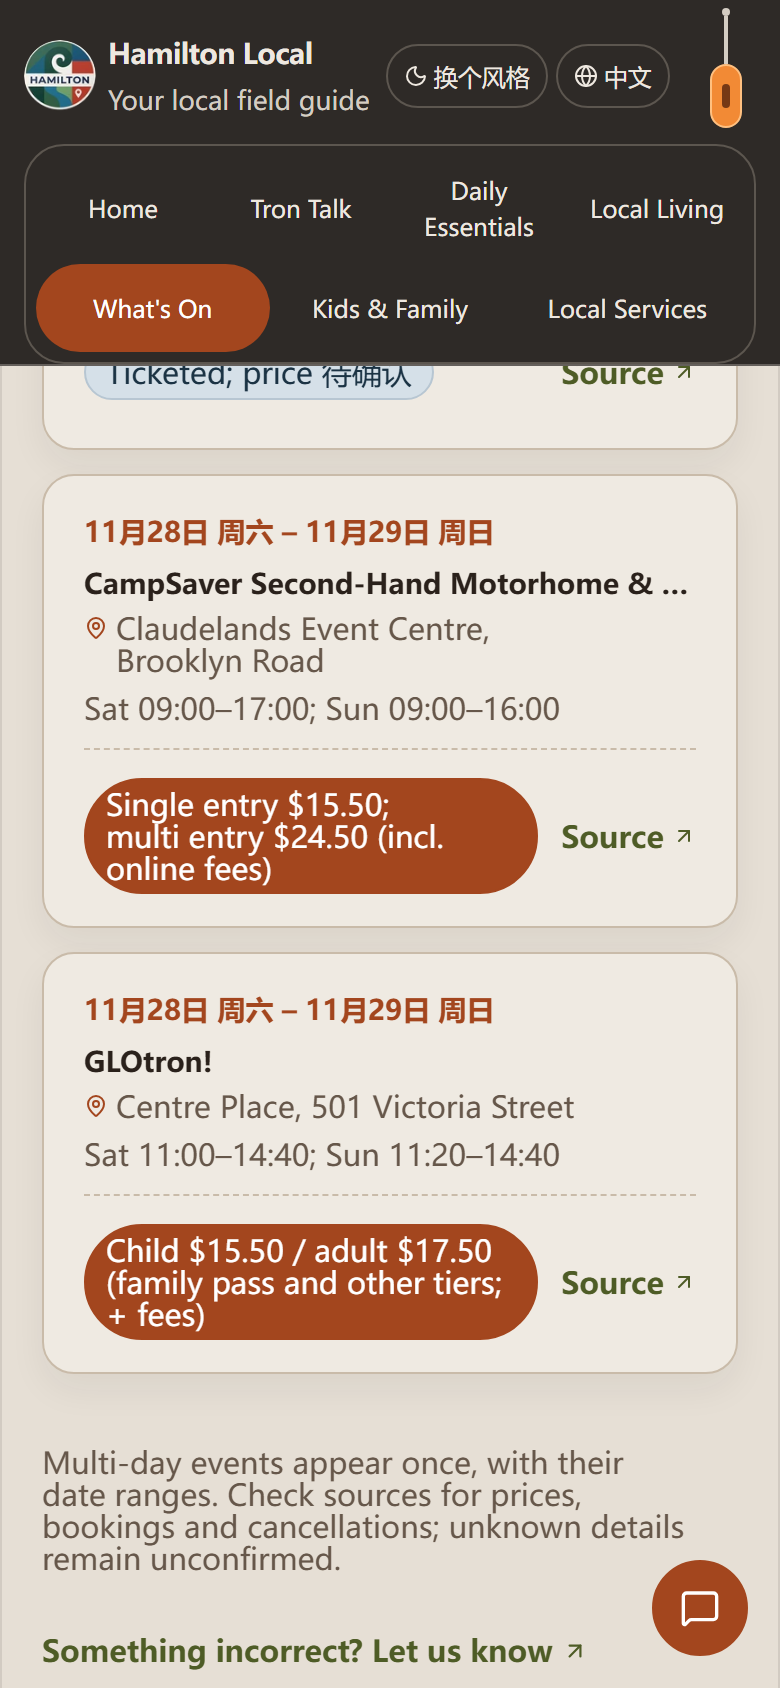 HAMILTON
Hamilton Local
Your local field guide
换个风格
中文
Home
Tron Talk
Daily
Essentials
Local Living
What's On
Kids & Family
Local Services
Ticketed; price 待确认
Source
11月28日 周六 – 11月29日 周日
CampSaver Second-Hand Motorhome & ...
Claudelands Event Centre,
Brooklyn Road
Sat 09:00–17:00; Sun 09:00–16:00
Single entry $15.50;
multi entry $24.50 (incl.
online fees)
Source
11月28日 周六 – 11月29日 周日
GLOtron!
Centre Place, 501 Victoria Street
Sat 11:00–14:40; Sun 11:20–14:40
Child $15.50 / adult $17.50
(family pass and other tiers;
+ fees)
Source
Multi-day events appear once, with their
date ranges. Check sources for prices,
bookings and cancellations; unknown details
remain unconfirmed.
Something incorrect? Let us know